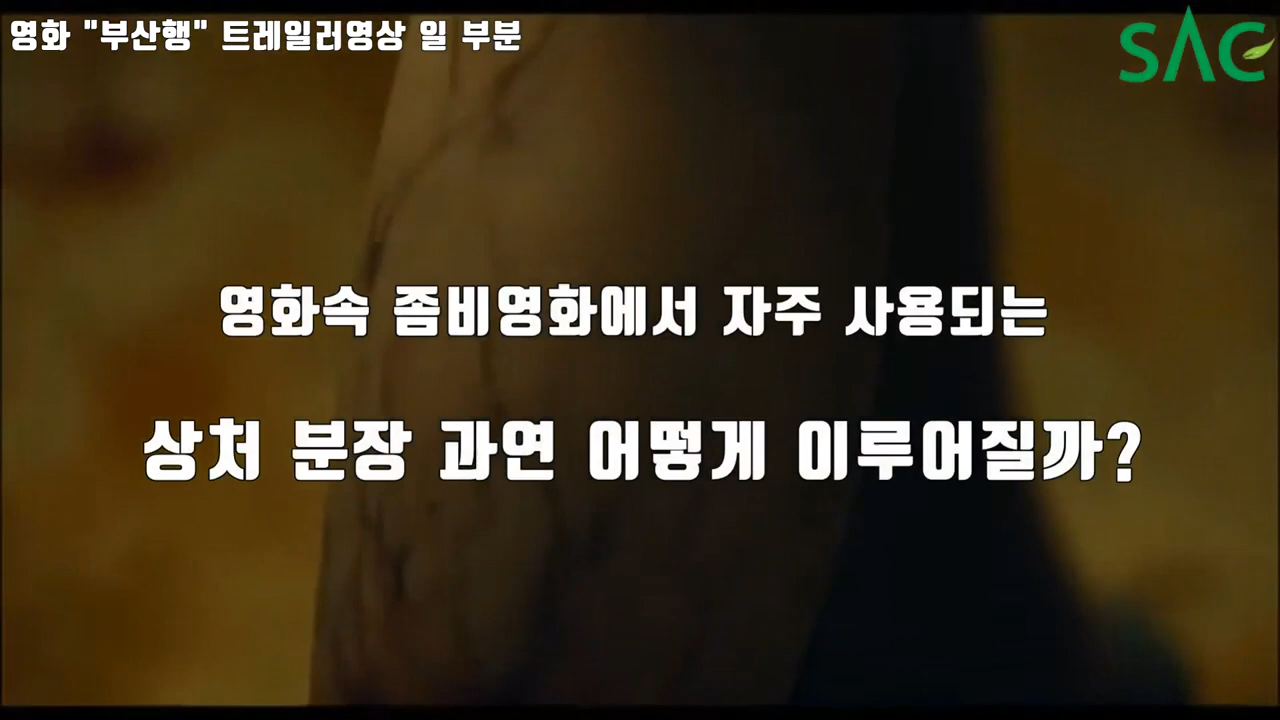 영화 "부산행" 트레일러영상 일 부분
SAC
영화속 좀비영화에서 자주 사용되는
상처 분장 과연 어떻게 이루어질까?